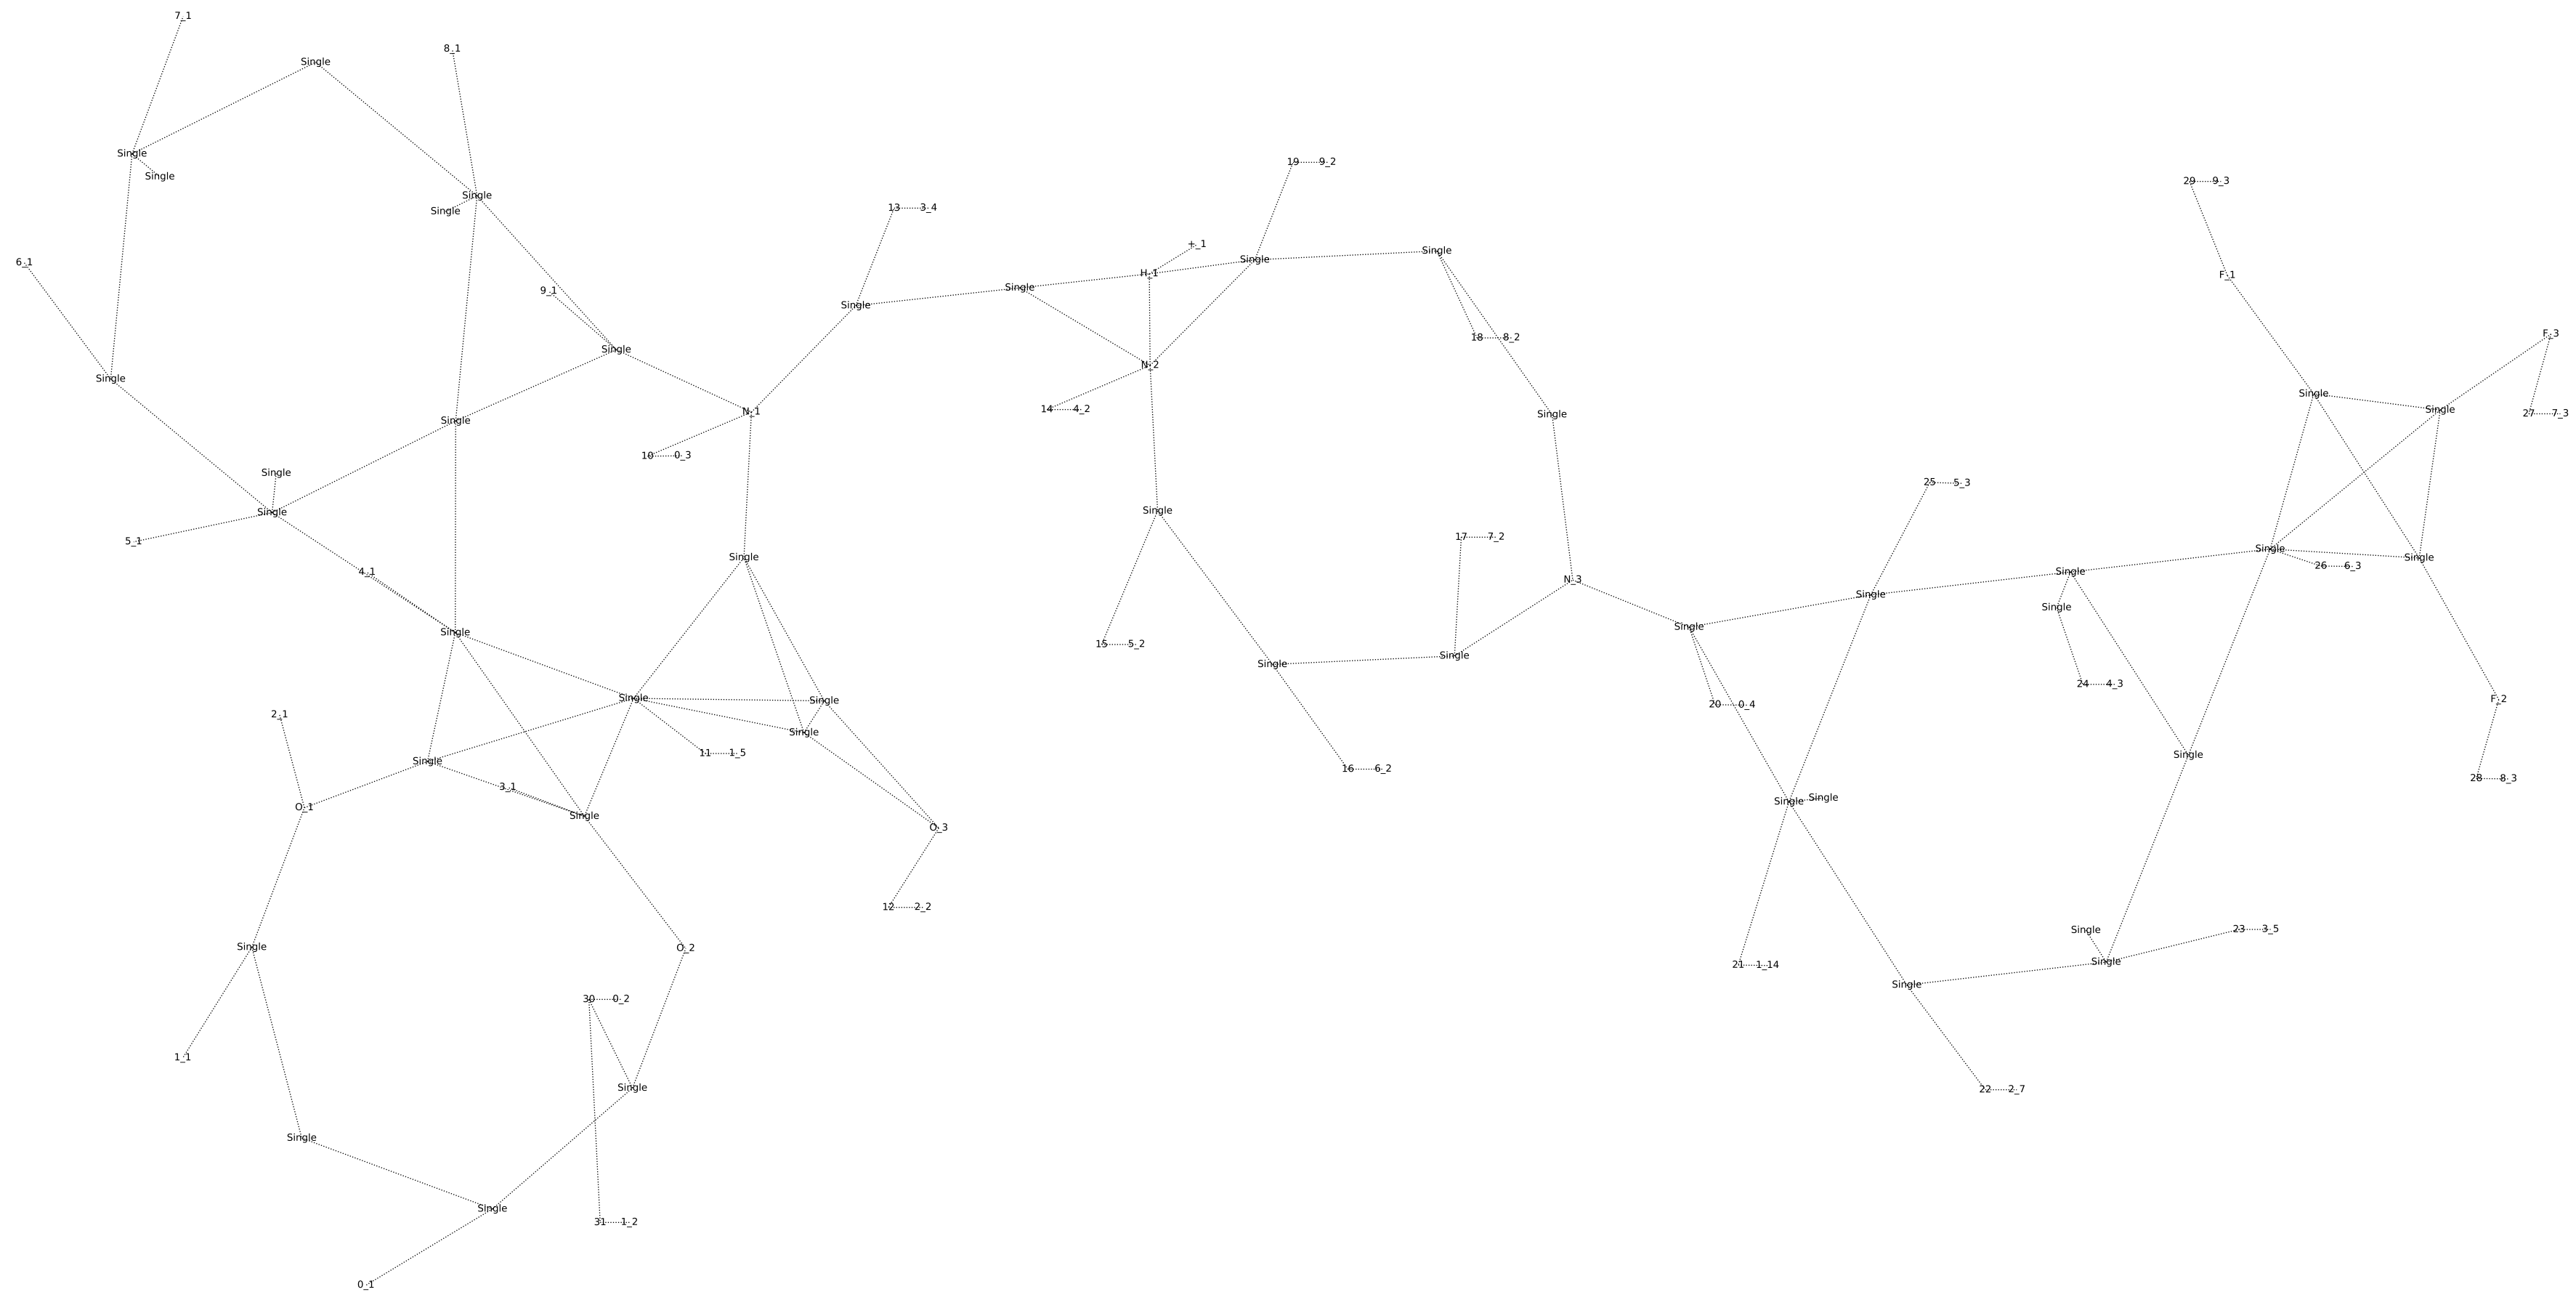 7_1
8_1
Single
Single
Single
19 9_2
29 9_3
Single
Single
13 3_4
+_1
Single
H_1
Single
6_1
F_1
9_1
Single
Single
F_3
18 8_2
Single
N_2
Single
Single
14 4_2
Single
N_1
27 7_3
Single
Single
10 0_3
Single
25 5_3
Single
Single
17 7_2
5_1
Single
Single
Single
26 6_3
4_1
Single
N_3
Single
Single
Single
Single
15 5_2
Single
24 4_3
Single
F_2
Single
20 0_4
2_1
Single
11 1_5
Single
Single
16 6_2
28 8_3
3_1
Single
Single
O_1
Single
O_3
12 2_2
23 3_5
Single
Single
O_2
Single
21 1_14
Single
30 0_2
1_1
Single
22 2_7
Single
Single
31 1_2
0_1